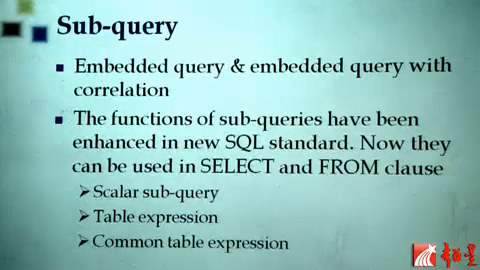 Sub-query
Embedded query & embedded query with
correlation
The functions of sub-queries have been
enhanced in new SQL standard. Now they
can be used in SELECT and FROM clause
Scalar sub-query
Table expression
Common table expression